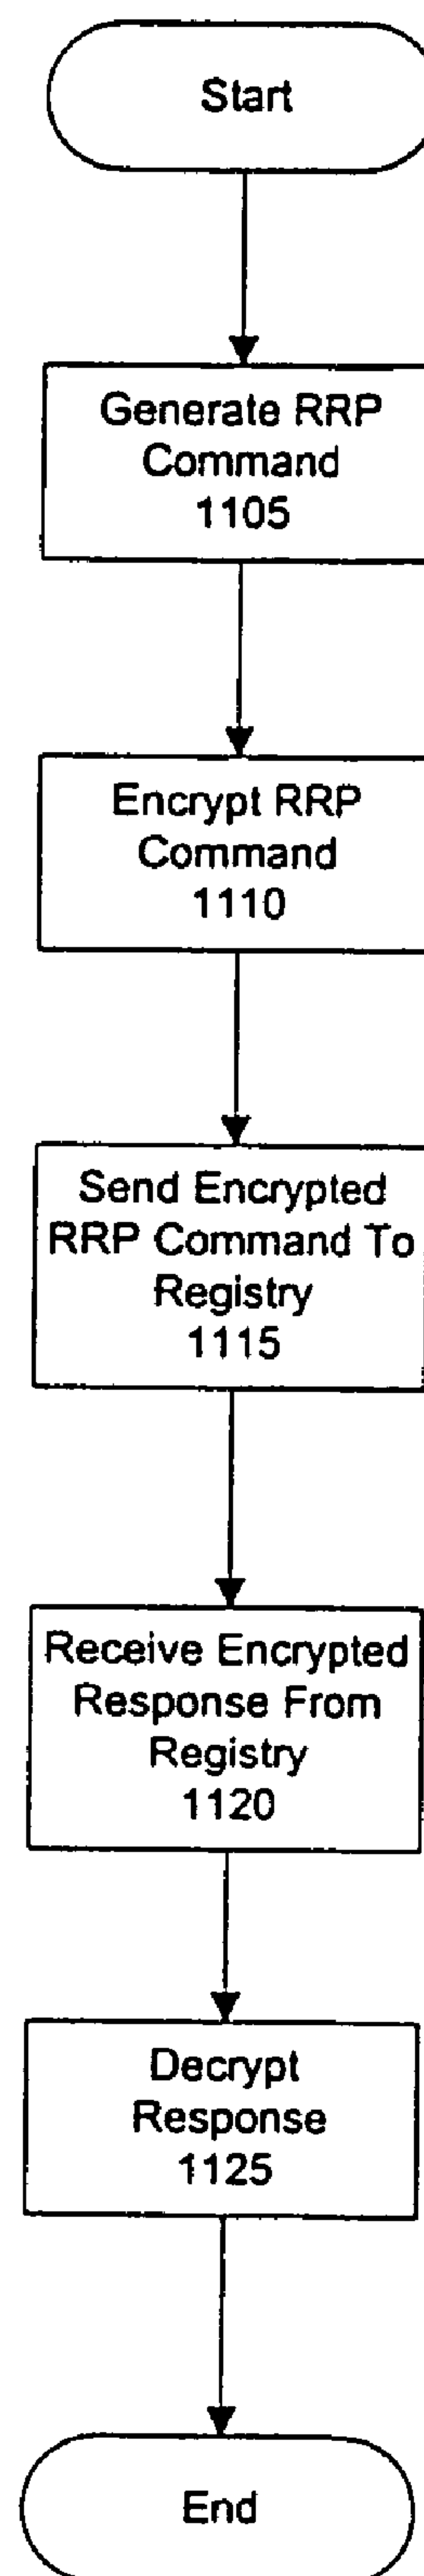 Start
Generate RRP
Command
1105
Encrypt RRP
Command
1110
Send Encrypted
RRP Command To
Registry
1115
Receive Encrypted
Response From
Registry
1120
Decrypt
Response
1125
End